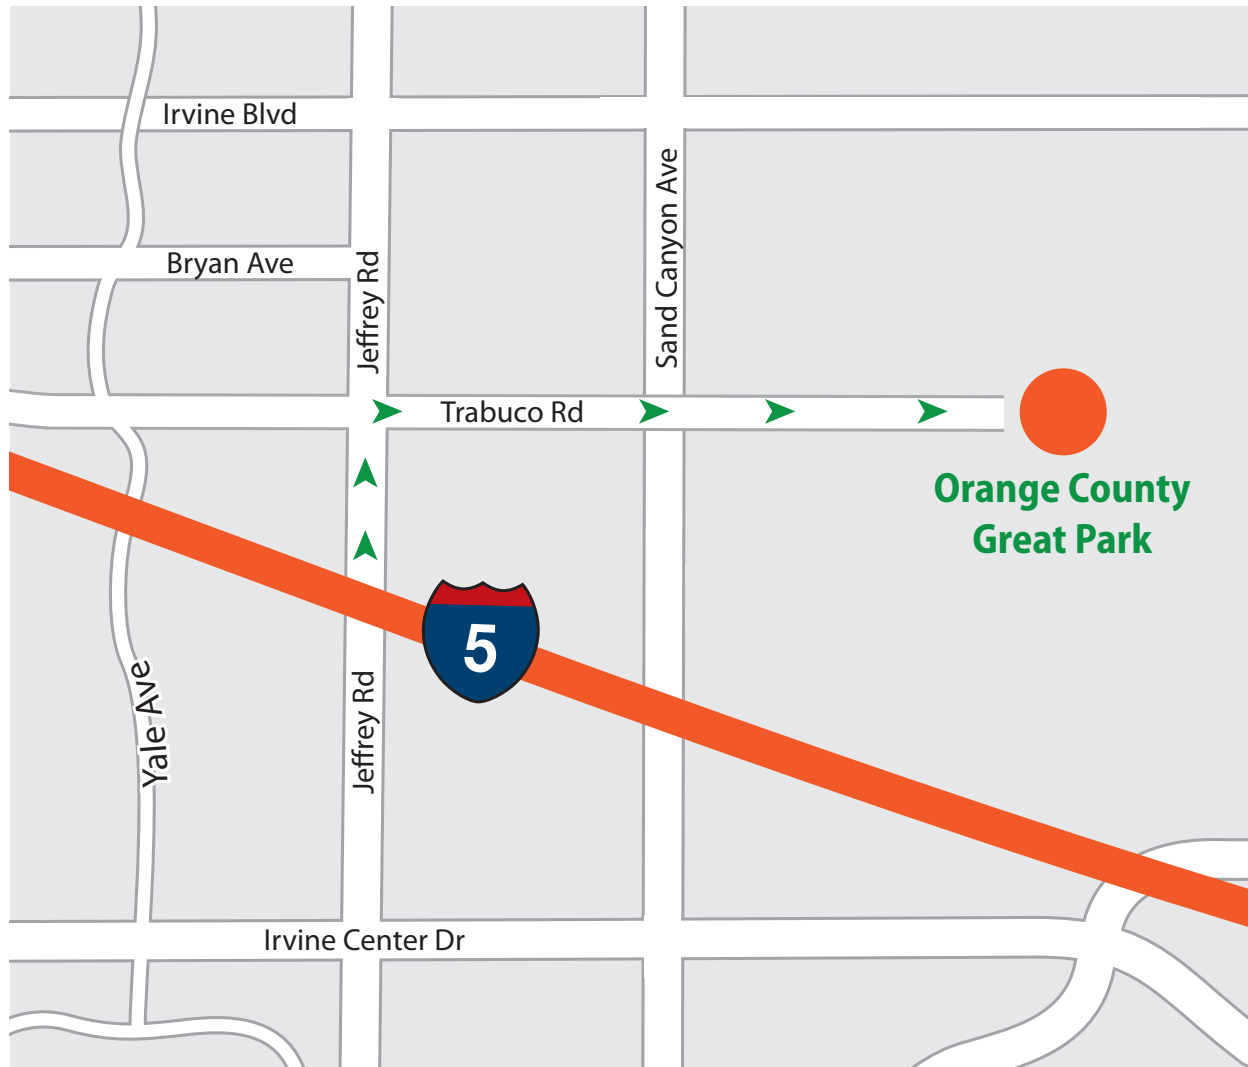 Irvine Blvd
Sand Canyon Ave
Bryan Ave
Jeffrey Rd
Trabuco Rd
Orange County
Great Park
5
Yale Ave
Jeffrey Rd
Irvine Center Dr